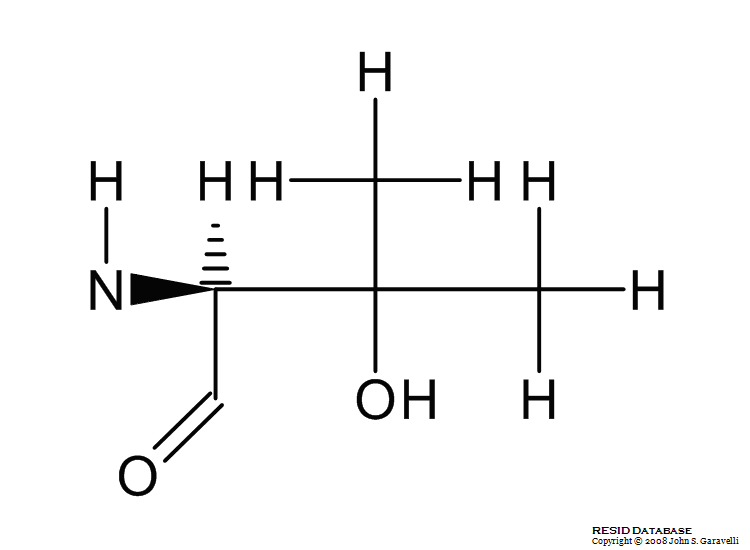 H
H H H H
N H
OH H
O
RESID DATABASE
Copyright © 2008 John S. Garavelli